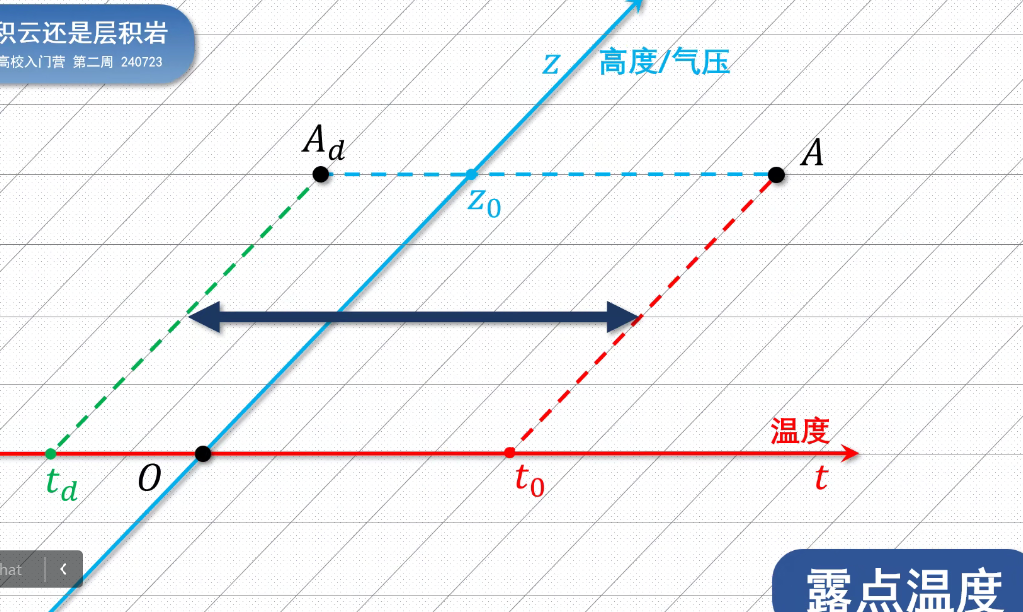 积云还是层积岩
高校入门营 第二周 240723
z 高度/气压
A_d
A
z_0
温度
t_d
O
t_0
t
hat
露点温度